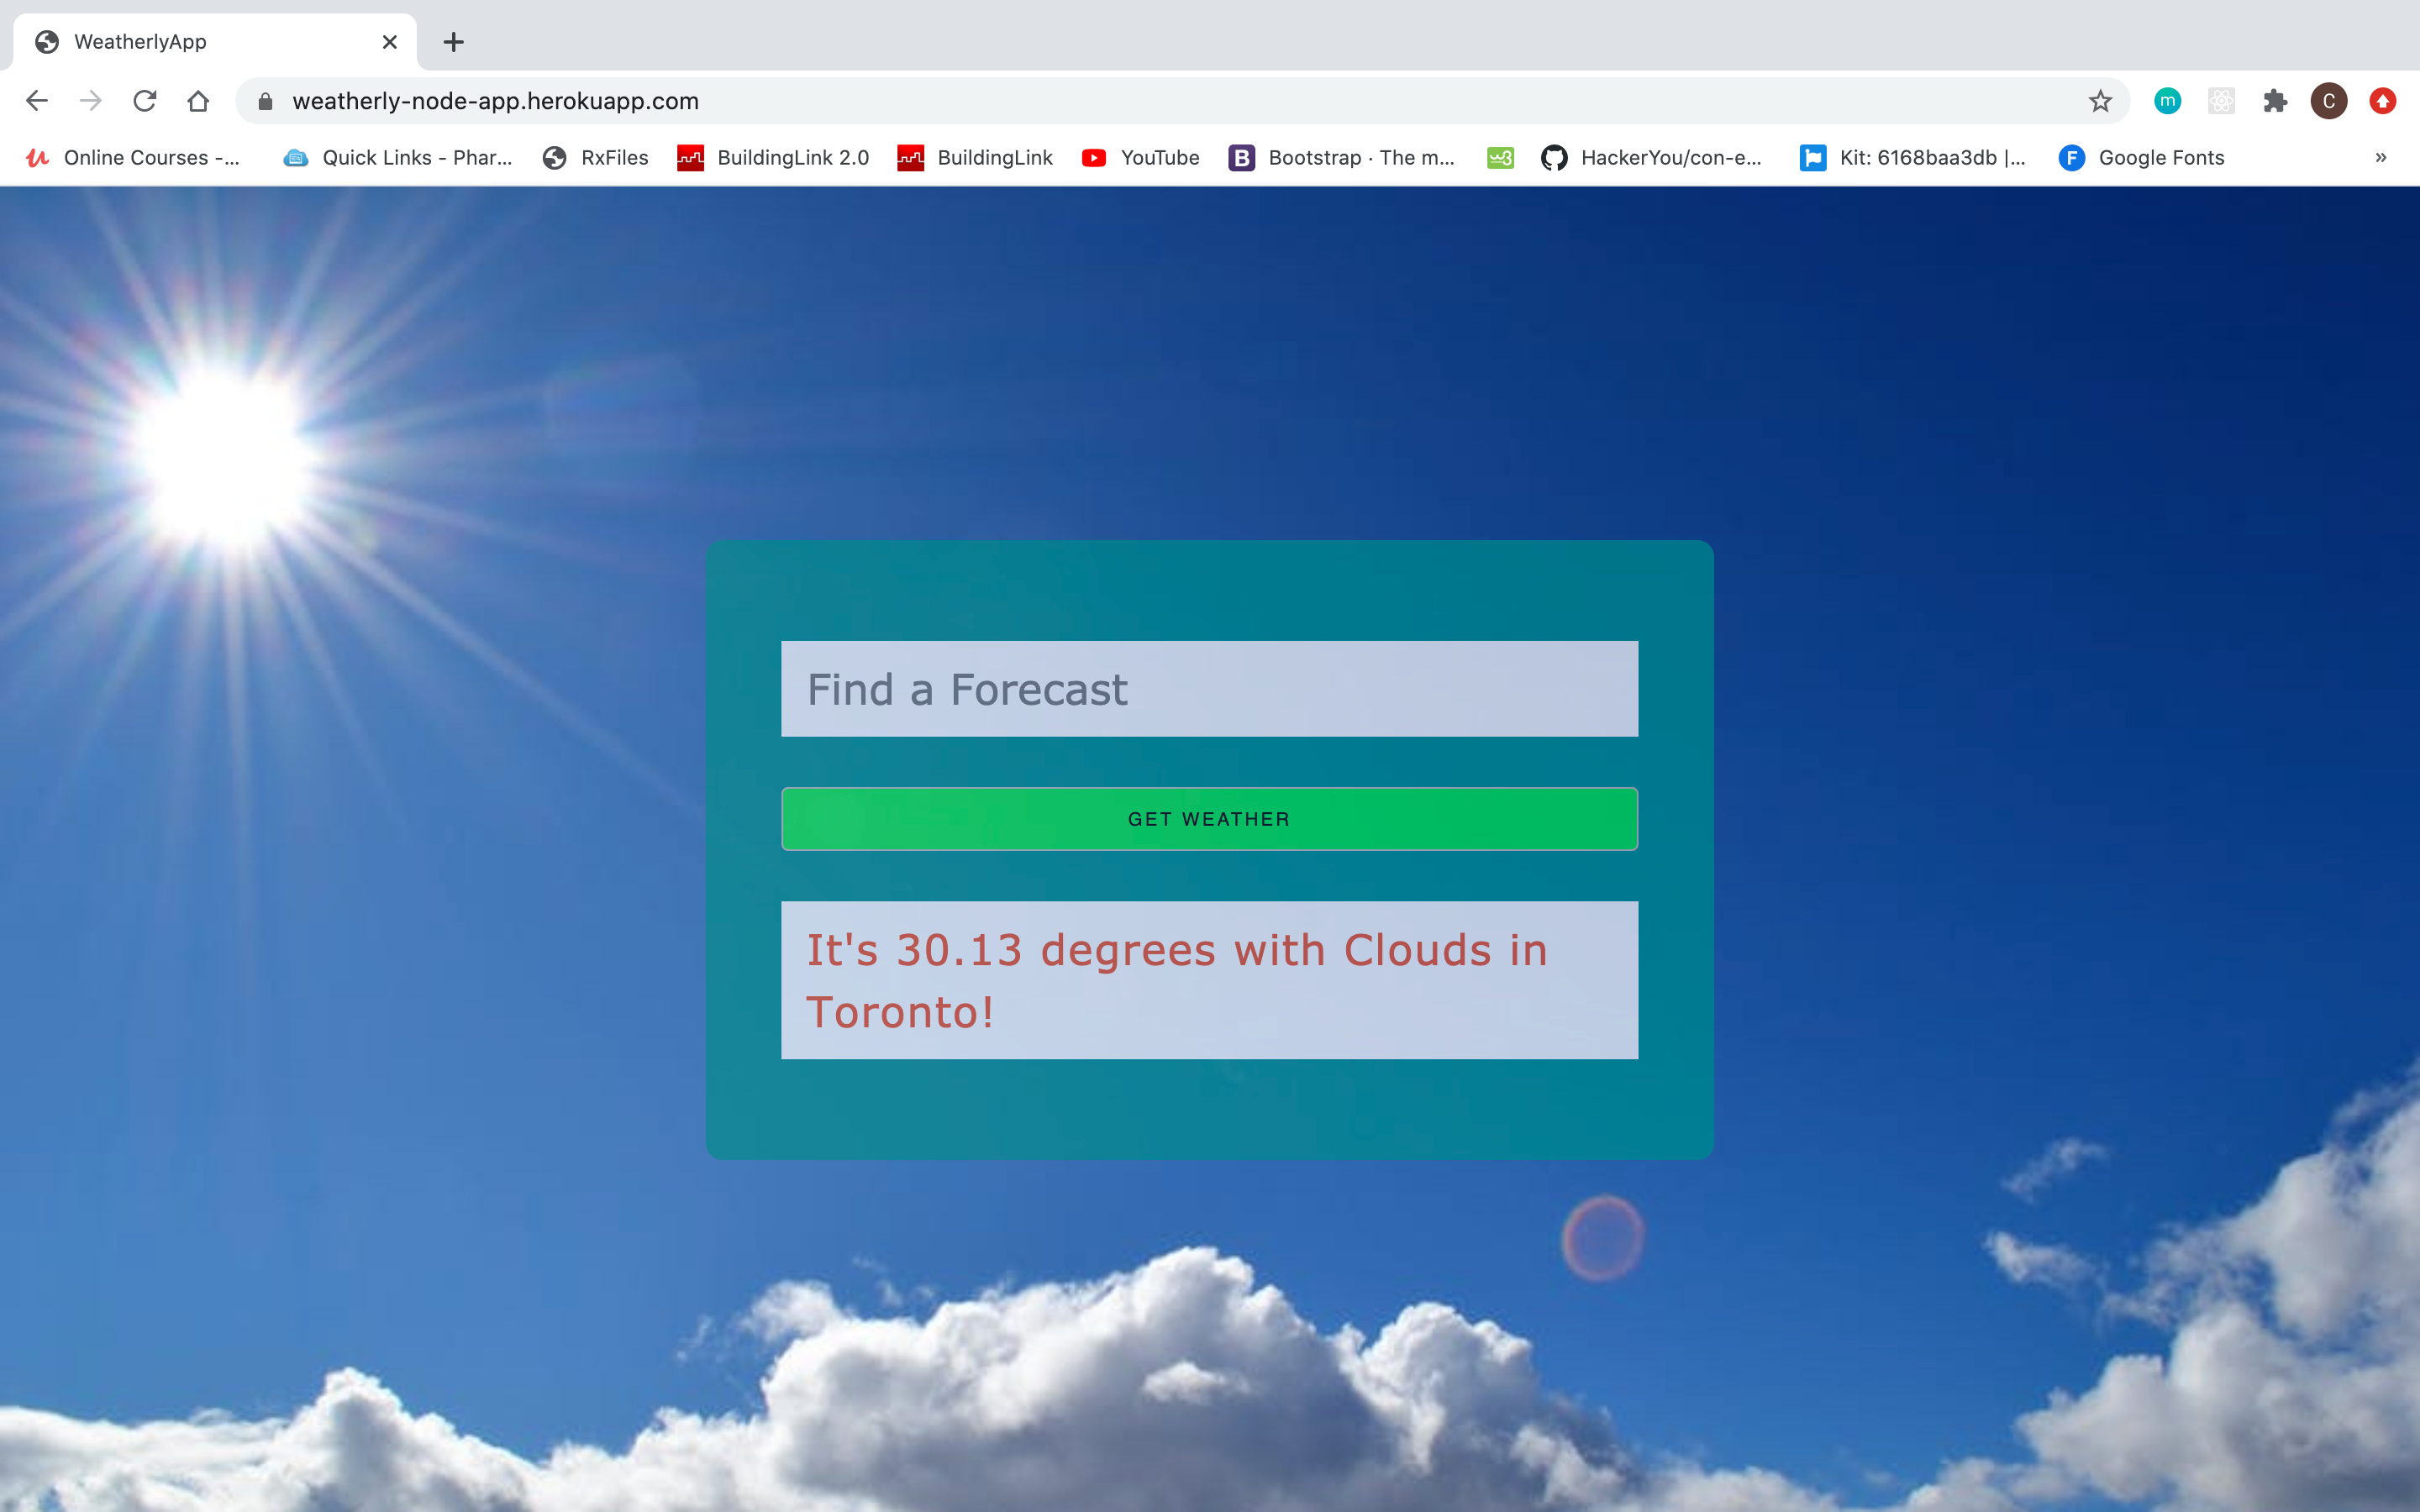 WeatherlyApp
weatherly-node-app.herokuapp.com
m
C
Online Courses -...
Quick Links - Phar...
RxFiles
BuildingLink 2.0
BuildingLink
YouTube
B
Bootstrap · The m...
w3
HackerYou/con-e...
Kit: 6168baa3db |...
F
Google Fonts
»
Find a Forecast
GET WEATHER
It's 30.13 degrees with Clouds in
Toronto!